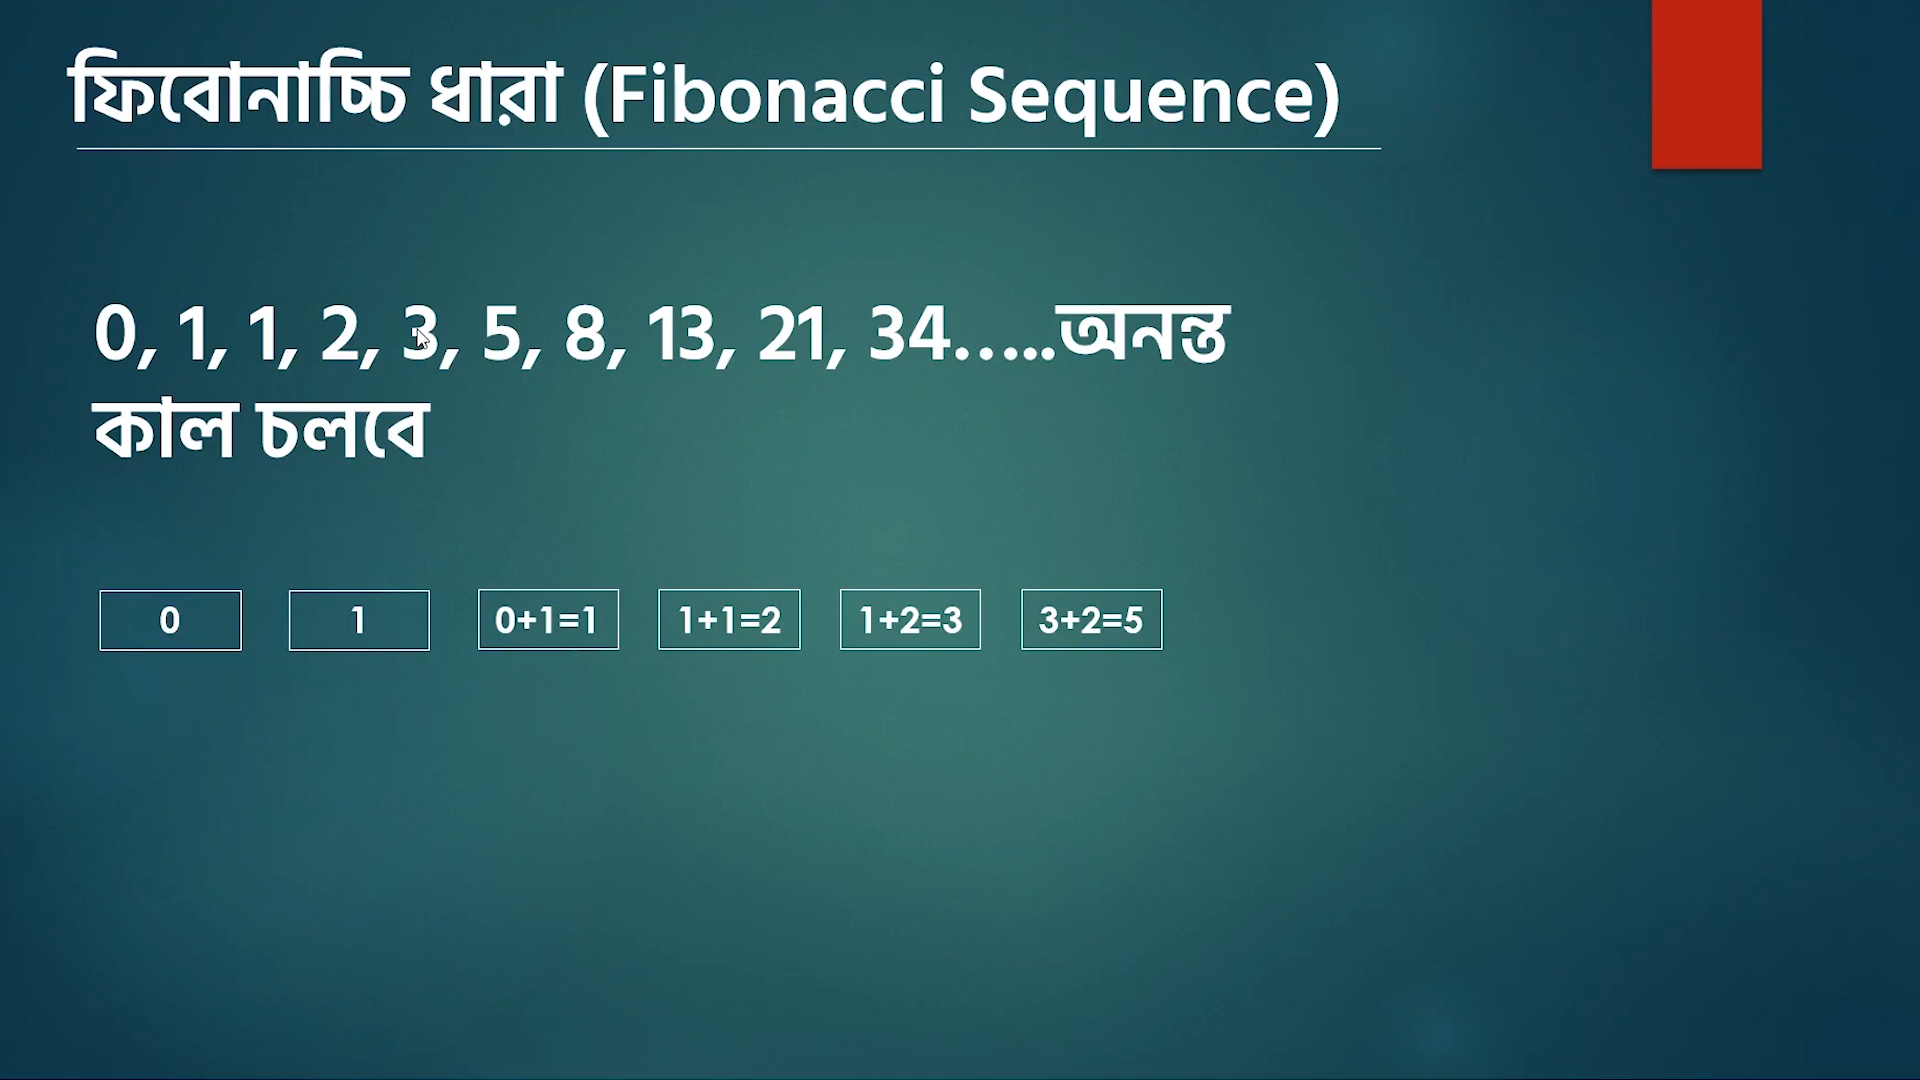 ফিবোনাচ্চি ধারা (Fibonacci Sequence)
0, 1, 1, 2, 3, 5, 8, 13, 21, 34…..অনন্ত
কাল চলবে
0 1 0+1=1 1+1=2 1+2=3 3+2=5